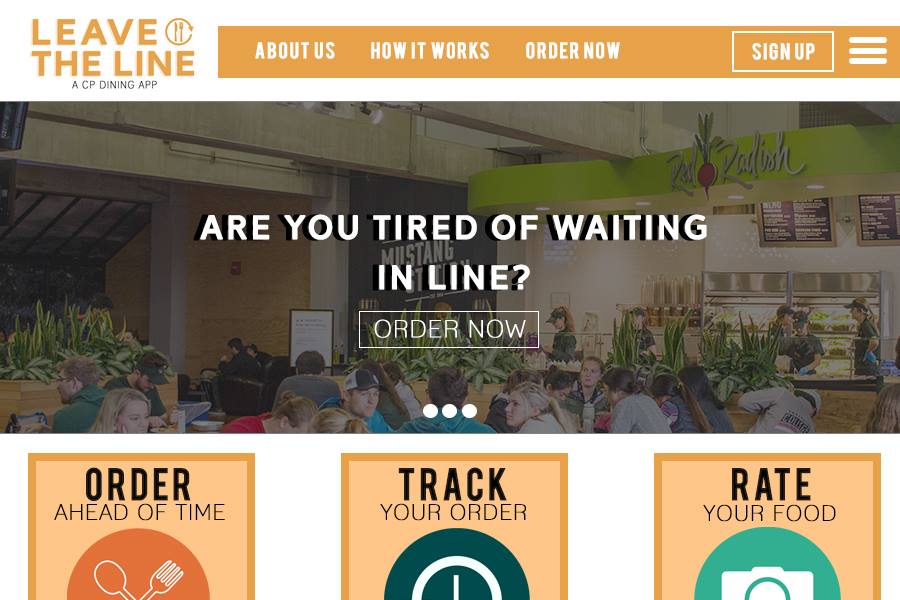 LEAVE
THE LINE
A CP DINING APP
ABOUT US
HOW IT WORKS
ORDER NOW
SIGN UP
Red Radish
MENU
ARE YOU TIRED OF WAITING
MUSTANG
IN LINE?
ORDER NOW
ORDER
AHEAD OF TIME
TRACK
YOUR ORDER
RATE
YOUR FOOD